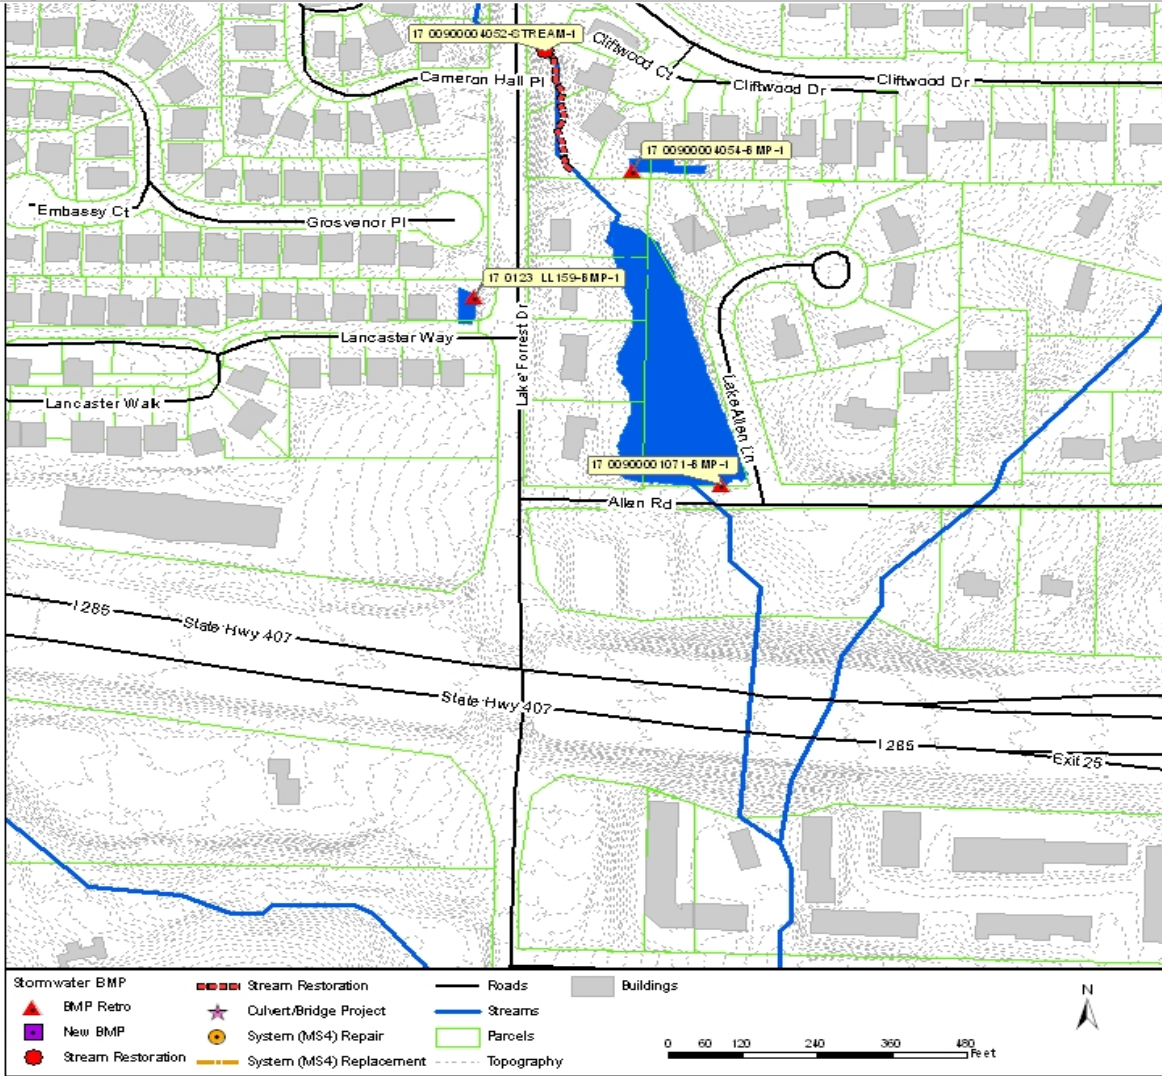 17 00900004052-STREAM-1
Cliftwood Ct
Cameron Hall Pl
Cliftwood Dr
Cliftwood Dr
17 00900004054-BMP-1
Embassy Ct
Grosvenor Pl
17 0123 LL159-BMP-1
Lancaster Way
Lake Forrest Dr
Lancaster Walk
Lake Allen Ln
17 00900001071-BMP-1
Allen Rd
I 285
State Hwy 407
State Hwy 407
I 285
Exit 25
Stormwater BMP
BMP Retro
New BMP
Stream Restoration
Stream Restoration
Culvert/Bridge Project
System (MS4) Repair
System (MS4) Replacement
Roads
Streams
Parcels
Topography
Buildings
N
0 60 120 240 360 480
Feet